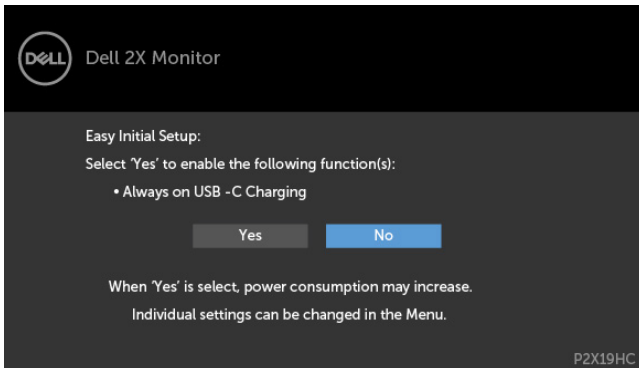 DELL
Dell 2X Monitor
Easy Initial Setup:
Select ‘Yes’ to enable the following function(s):
• Always on USB -C Charging
Yes No
When ‘Yes’ is select, power consumption may increase.
Individual settings can be changed in the Menu.
P2X19HC